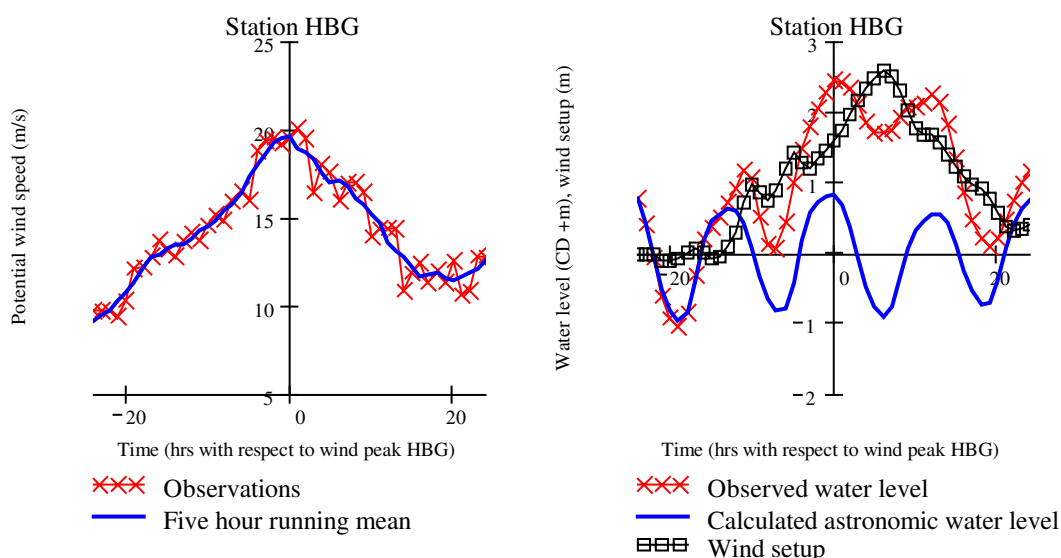 Station HBG
25
20
15
10
5
−20
0
20
Potential wind speed (m/s)
Time (hrs with respect to wind peak HBG)
Observations
Five hour running mean
Station HBG
3
2
1
−1
−2
−20
0
20
Water level (CD +m), wind setup (m)
Time (hrs with respect to wind peak HBG)
Observed water level
Calculated astronomic water level
Wind setup